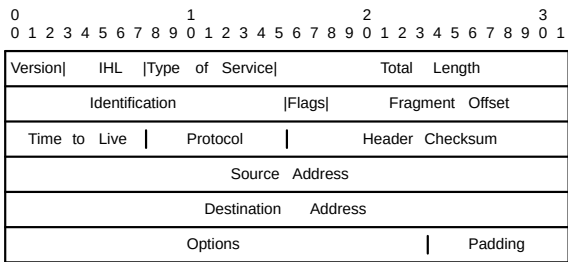 0 1 2 3
0 1 2 3 4 5 6 7 8 9 0 1 2 3 4 5 6 7 8 9 0 1 2 3 4 5 6 7 8 9 0 1
Version| IHL |Type of Service| Total Length
Identification |Flags| Fragment Offset
Time to Live | Protocol | Header Checksum
Source Address
Destination Address
Options | Padding